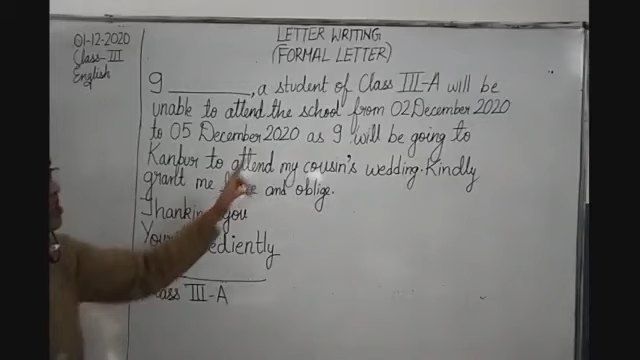 01-12-2020
Class-III
English
LETTER WRITING
(FORMAL LETTER)
I ________, a student of Class III-A will be
unable to attend the school from 02 December 2020
to 05 December 2020 as I will be going to
Kanpur to attend my cousin's wedding. Kindly
grant me and oblige.
Thanking you
Class III-A